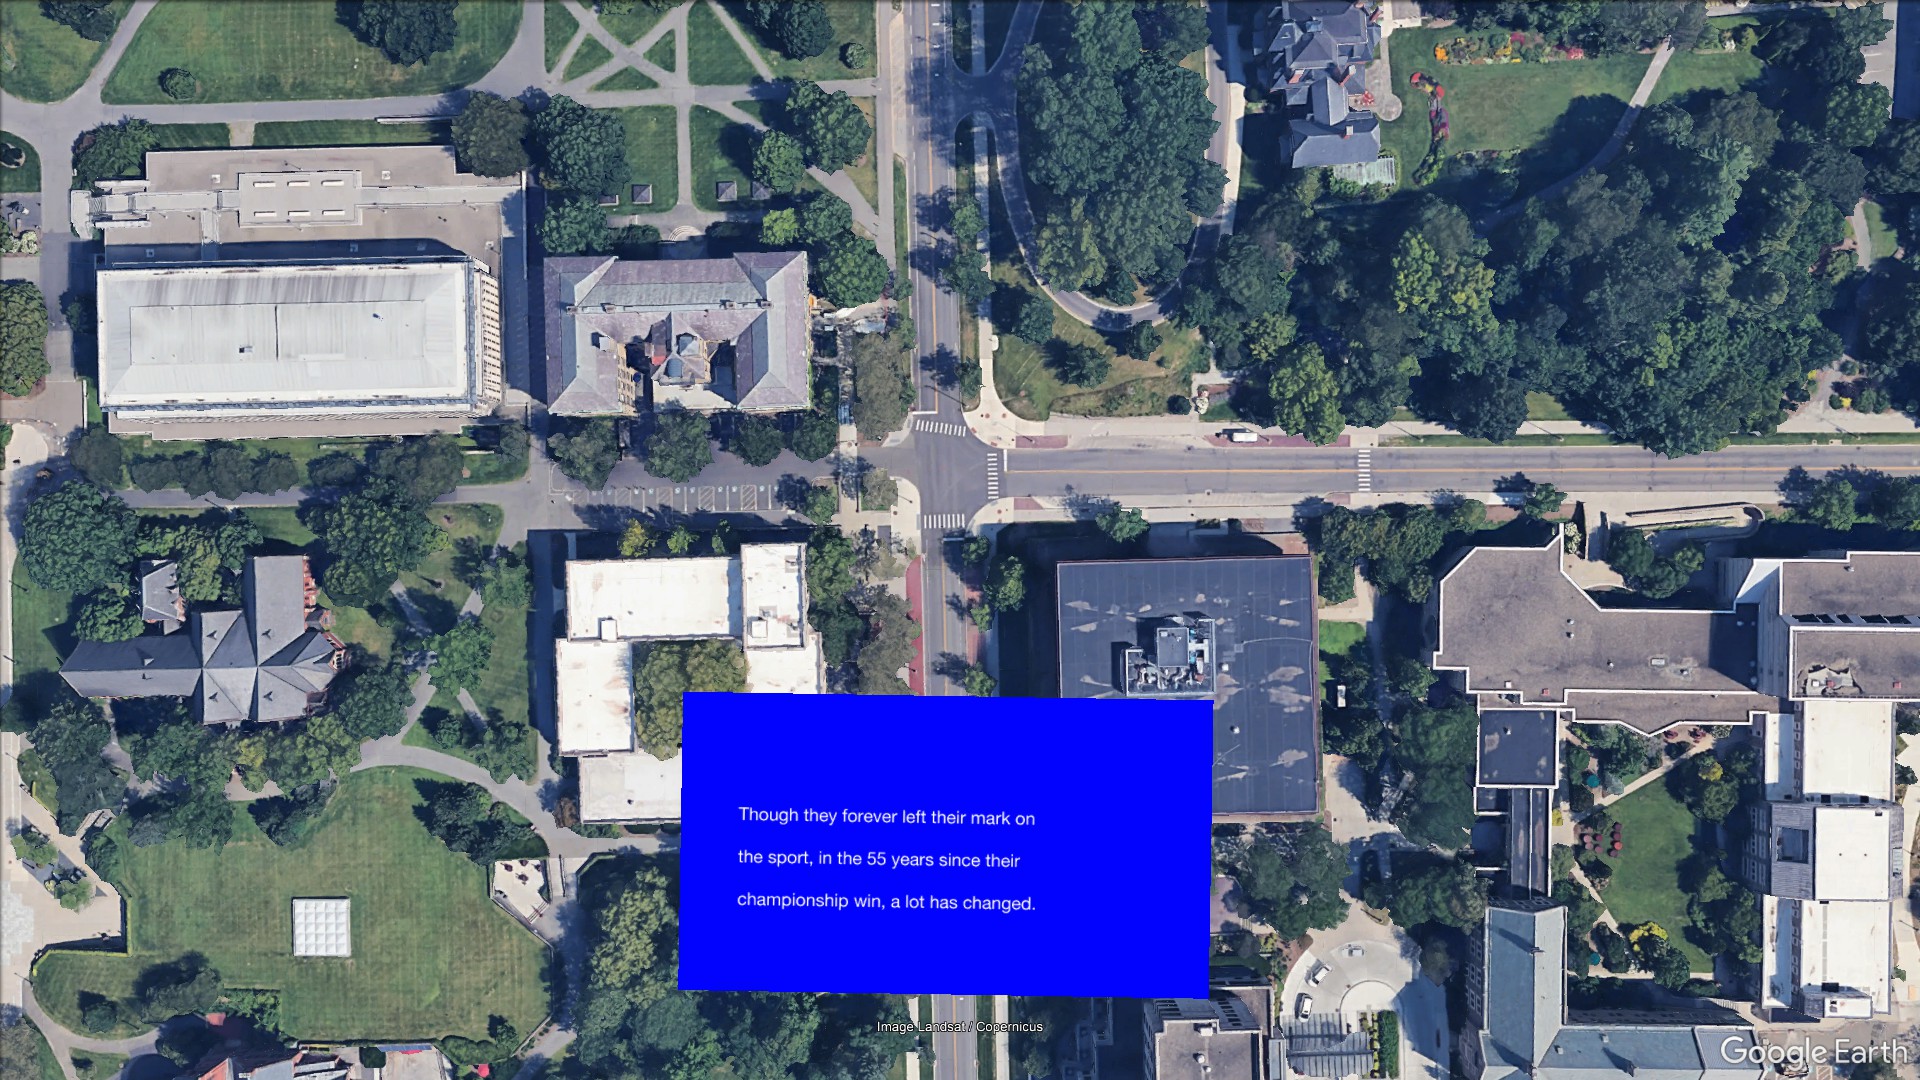 Though they forever left their mark on
the sport, in the 55 years since their
championship win, a lot has changed.
Image Landsat / Copernicus
Google Earth